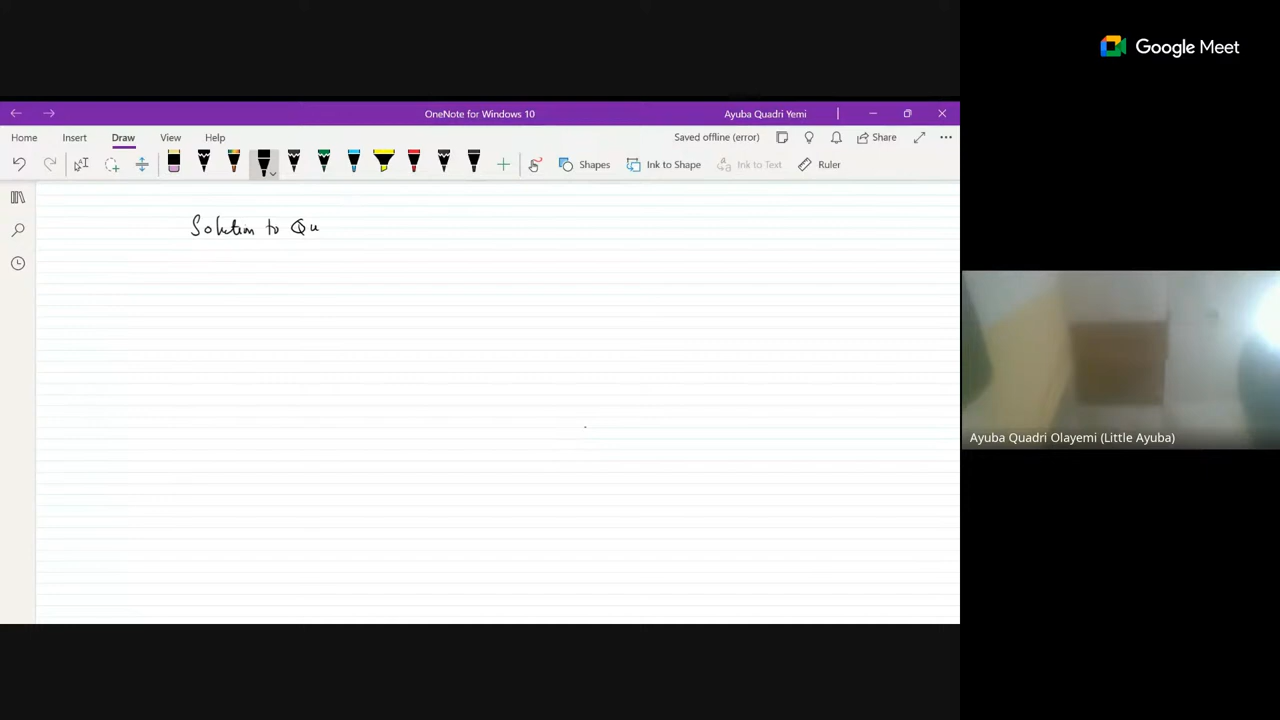 Google Meet
OneNote for Windows 10
Ayuba Quadri Yemi
Home
Insert
Draw
View
Help
Saved offline (error)
Share
Shapes
Ink to Shape
Ink to Text
Ruler
Solution to Qu
Ayuba Quadri Olayemi (Little Ayuba)